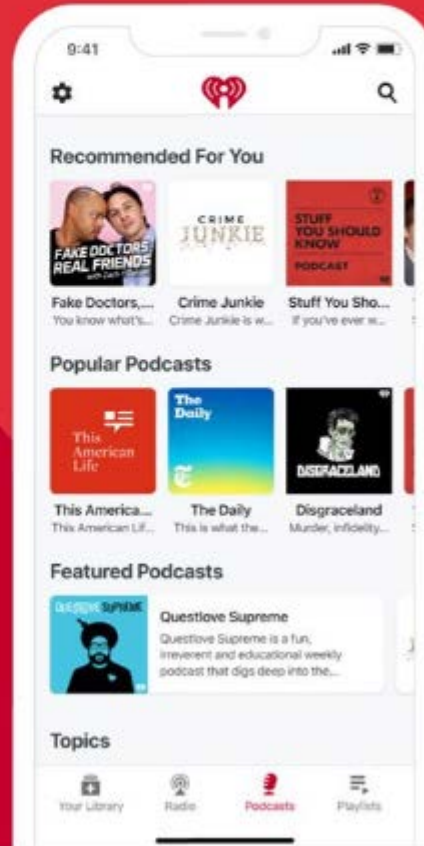 9:41
Recommended For You
FAKE DOCTORS
REAL FRIENDS
CRIME
JUNKIE
STUFF
YOU SHOULD
KNOW
PODCAST
Fake Doctors,...
Crime Junkie
Stuff You Sho...
You know what's...
Crime Junkie is w...
If you've ever w...
Popular Podcasts
This
American
Life
The
Daily
DISGRACELAND
This America...
The Daily
Disgraceland
This American Lif...
This is what the...
Murder, infidelity...
Featured Podcasts
QUESTLOVE SUPREME
Questlove Supreme
Questlove Supreme is a fun,
irreverent and educational weekly
podcast that digs deep into the...
Topics
Your Library
Radio
Podcasts
Playlists